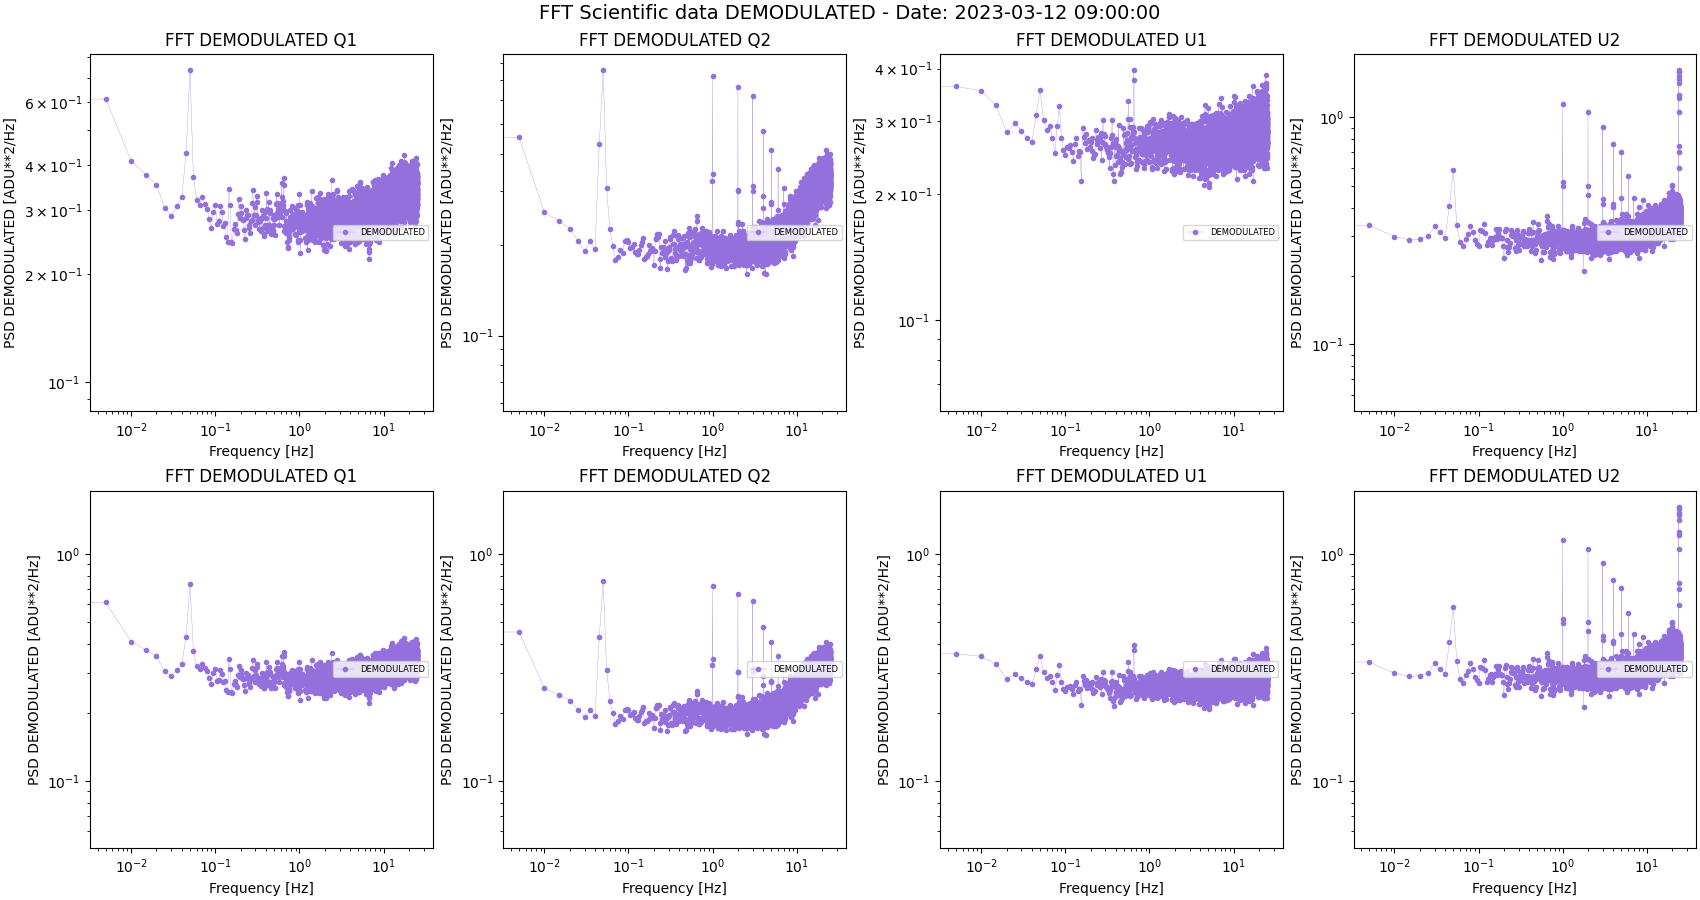 FFT Scientific data DEMODULATED - Date: 2023-03-12 09:00:00
FFT DEMODULATED Q1
PSD DEMODULATED [ADU**2/Hz]
6 × 10⁻¹
4 × 10⁻¹
3 × 10⁻¹
2 × 10⁻¹
10⁻¹
DEMODULATED
10⁻² 10⁻¹ 10⁰ 10¹
Frequency [Hz]
FFT DEMODULATED Q2
PSD DEMODULATED [ADU**2/Hz]
10⁻¹
DEMODULATED
10⁻² 10⁻¹ 10⁰ 10¹
Frequency [Hz]
FFT DEMODULATED U1
PSD DEMODULATED [ADU**2/Hz]
4 × 10⁻¹
3 × 10⁻¹
2 × 10⁻¹
10⁻¹
DEMODULATED
10⁻² 10⁻¹ 10⁰ 10¹
Frequency [Hz]
FFT DEMODULATED U2
PSD DEMODULATED [ADU**2/Hz]
10⁰
10⁻¹
DEMODULATED
10⁻² 10⁻¹ 10⁰ 10¹
Frequency [Hz]
FFT DEMODULATED Q1
PSD DEMODULATED [ADU**2/Hz]
10⁰
10⁻¹
DEMODULATED
10⁻² 10⁻¹ 10⁰ 10¹
Frequency [Hz]
FFT DEMODULATED Q2
PSD DEMODULATED [ADU**2/Hz]
10⁰
10⁻¹
DEMODULATED
10⁻² 10⁻¹ 10⁰ 10¹
Frequency [Hz]
FFT DEMODULATED U1
PSD DEMODULATED [ADU**2/Hz]
10⁰
10⁻¹
DEMODULATED
10⁻² 10⁻¹ 10⁰ 10¹
Frequency [Hz]
FFT DEMODULATED U2
PSD DEMODULATED [ADU**2/Hz]
10⁰
10⁻¹
DEMODULATED
10⁻² 10⁻¹ 10⁰ 10¹
Frequency [Hz]